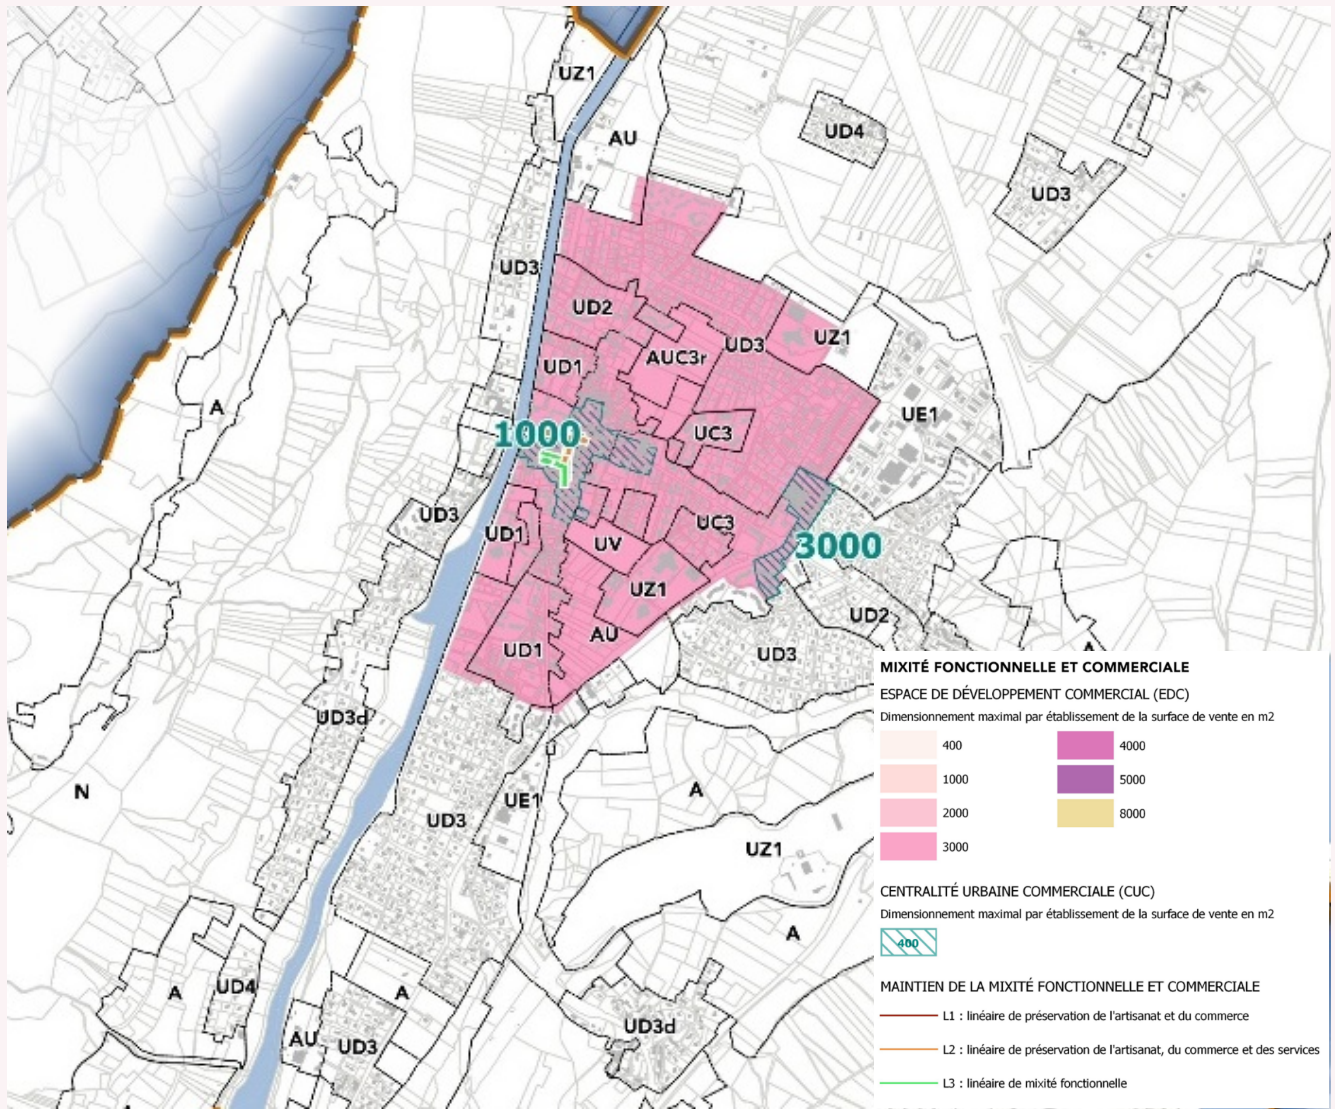 UZ1
AU
UD4
UD3
UD3
UD2
UD3
UZ1
AUC3r
UD1
A
UE1
UC3
1000
UD3
UD1
UC3
UV
3000
UZ1
UD2
AU
UD1
UD3
A
UD3d
N
UE1
A
UD3
UZ1
A
A
UD4
A
AU
UD3
UD3d
MIXITÉ FONCTIONNELLE ET COMMERCIALE
ESPACE DE DÉVELOPPEMENT COMMERCIAL (EDC)
Dimensionnement maximal par établissement de la surface de vente en m2
400
4000
1000
5000
2000
8000
3000
CENTRALITÉ URBAINE COMMERCIALE (CUC)
Dimensionnement maximal par établissement de la surface de vente en m2
400
MAINTIEN DE LA MIXITÉ FONCTIONNELLE ET COMMERCIALE
L1 : linéaire de préservation de l'artisanat et du commerce
L2 : linéaire de préservation de l'artisanat, du commerce et des services
L3 : linéaire de mixité fonctionnelle